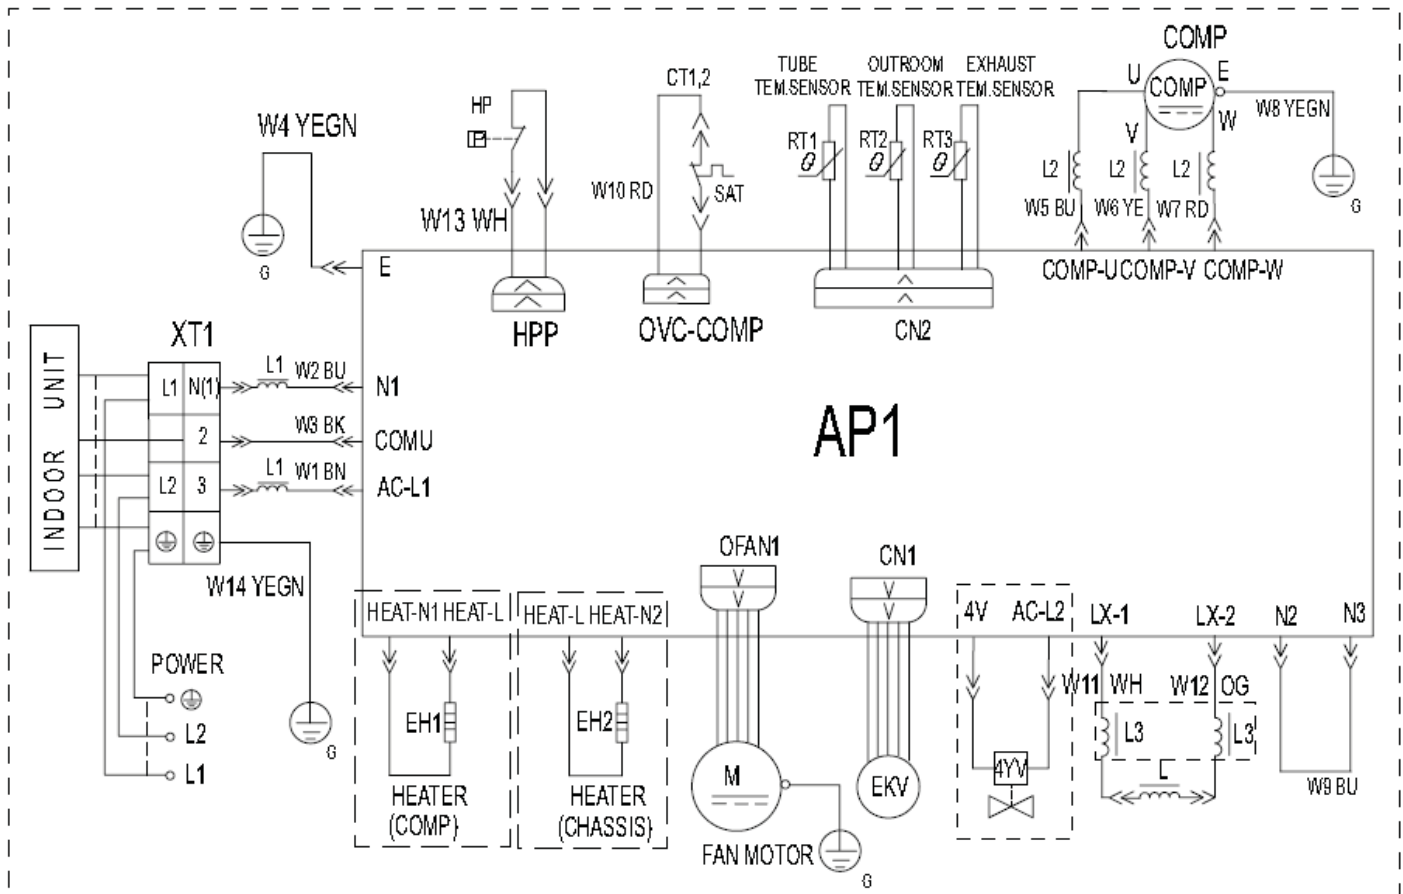 COMP
TUBE
TEM.SENSOR
OUTROOM
TEM.SENSOR
EXHAUST
TEM.SENSOR
CT1,2
HP
P
U
COMP
E
W8 YEGN
V
W
W4 YEGN
RT1
θ
RT2
θ
RT3
θ
L2
L2
L2
W10 RD
SAT
W13 WH
W5 BU
W6 YE
W7 RD
G
G
E
COMP-U
COMP-V
COMP-W
HPP
OVC-COMP
CN2
XT1
INDOOR UNIT
L1
N(1)
L1
W2 BU
N1
2
W3 BK
COMU
L2
3
L1
W1 BN
AC-L1
AP1
W14 YEGN
OFAN1
CN1
HEAT-N1
HEAT-L
HEAT-L
HEAT-N2
4V
AC-L2
LX-1
LX-2
N2
N3
POWER
L2
L1
G
EH1
EH2
W11
WH
W12
OG
L3
L3
L
M
EKV
4YV
W9 BU
HEATER
(COMP)
HEATER
(CHASSIS)
FAN MOTOR
G